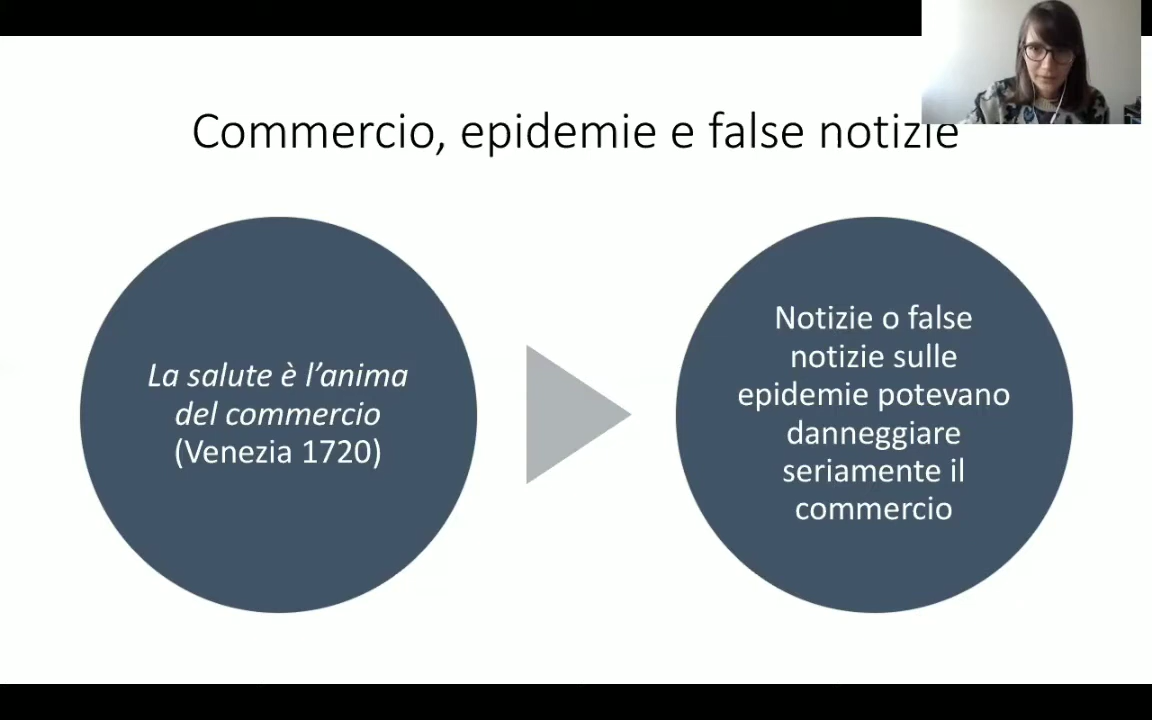 Commercio, epidemie e false notizie
La salute è l’anima
del commercio
(Venezia 1720)
Notizie o false
notizie sulle
epidemie potevano
danneggiare
seriamente il
commercio